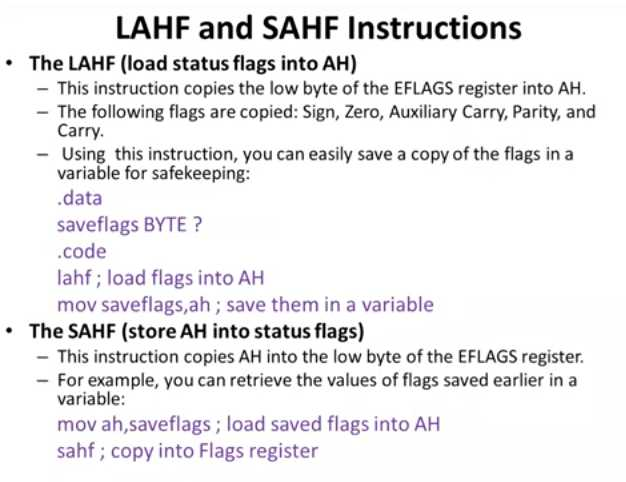 LAHF and SAHF Instructions
• The LAHF (load status flags into AH)
– This instruction copies the low byte of the EFLAGS register into AH.
– The following flags are copied: Sign, Zero, Auxiliary Carry, Parity, and
Carry.
– Using this instruction, you can easily save a copy of the flags in a
variable for safekeeping:
.data
saveflags BYTE ?
.code
lahf ; load flags into AH
mov saveflags,ah ; save them in a variable
• The SAHF (store AH into status flags)
– This instruction copies AH into the low byte of the EFLAGS register.
– For example, you can retrieve the values of flags saved earlier in a
variable:
mov ah,saveflags ; load saved flags into AH
sahf ; copy into Flags register